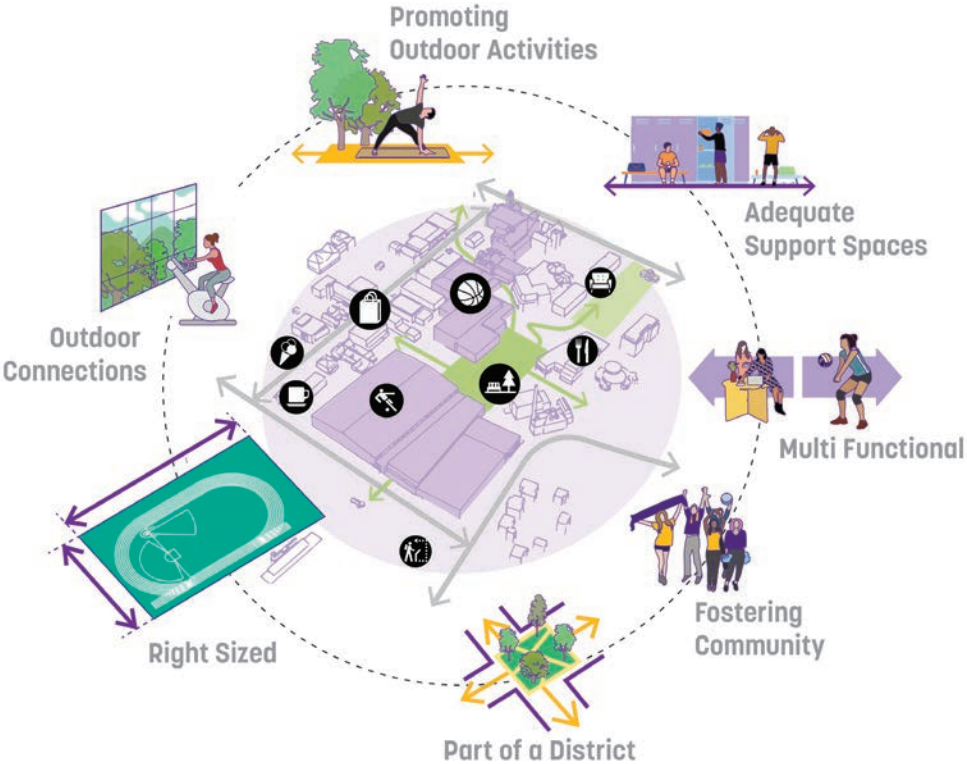 Promoting
Outdoor Activities
Adequate
Support Spaces
Outdoor
Connections
Multi Functional
Fostering
Community
Right Sized
Part of a District